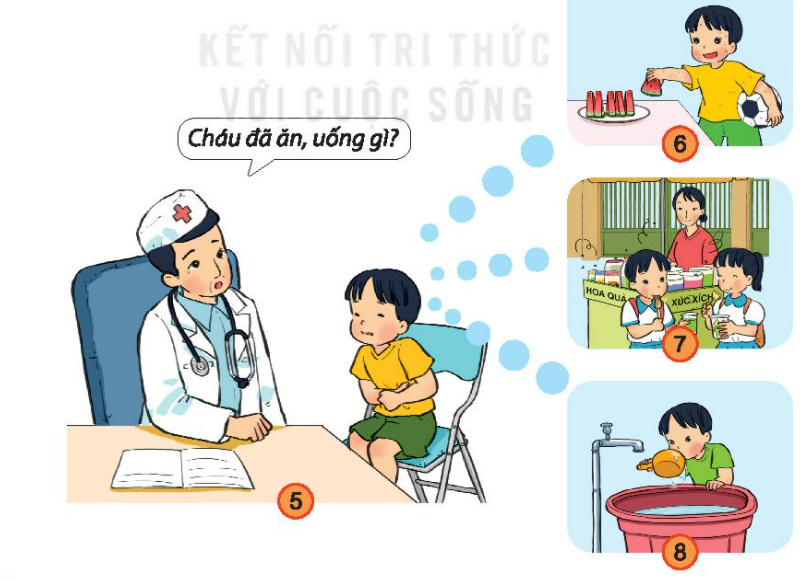 KẾT NỐI TRI THỨC
VỚI CUỘC SỐNG
Cháu đã ăn, uống gì?
6
HOA QUẢ
XÚC XÍCH
7
5
8